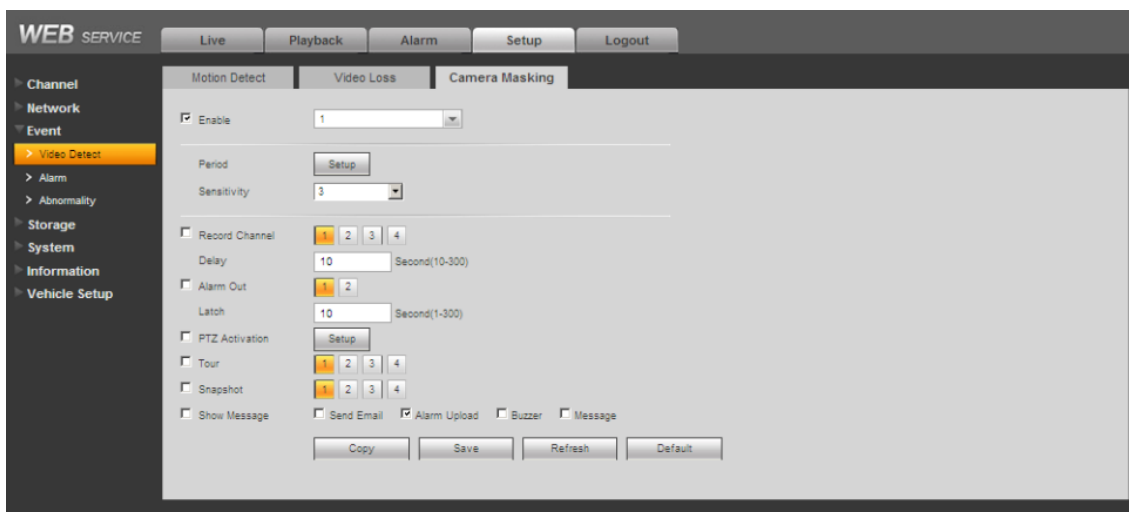 WEB SERVICE
Live Playback Alarm Setup Logout
Channel
Network
Event
> Video Detect
> Alarm
> Abnormality
Storage
System
Information
Vehicle Setup
Motion Detect Video Loss Camera Masking
Enable 1
Period Setup
Sensitivity 3
Record Channel 1 2 3 4
Delay 10 Second(10-300)
Alarm Out 1 2
Latch 10 Second(1-300)
PTZ Activation Setup
Tour 1 2 3 4
Snapshot 1 2 3 4
Show Message Send Email Alarm Upload Buzzer Message
Copy Save Refresh Default